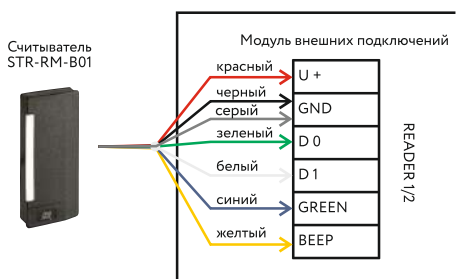 Считыватель
STR-RM-B01
Модуль внешних подключений
красный
U +
черный
GND
серый
зеленый
D 0
белый
D 1
синий
GREEN
желтый
BEEP
READER 1/2